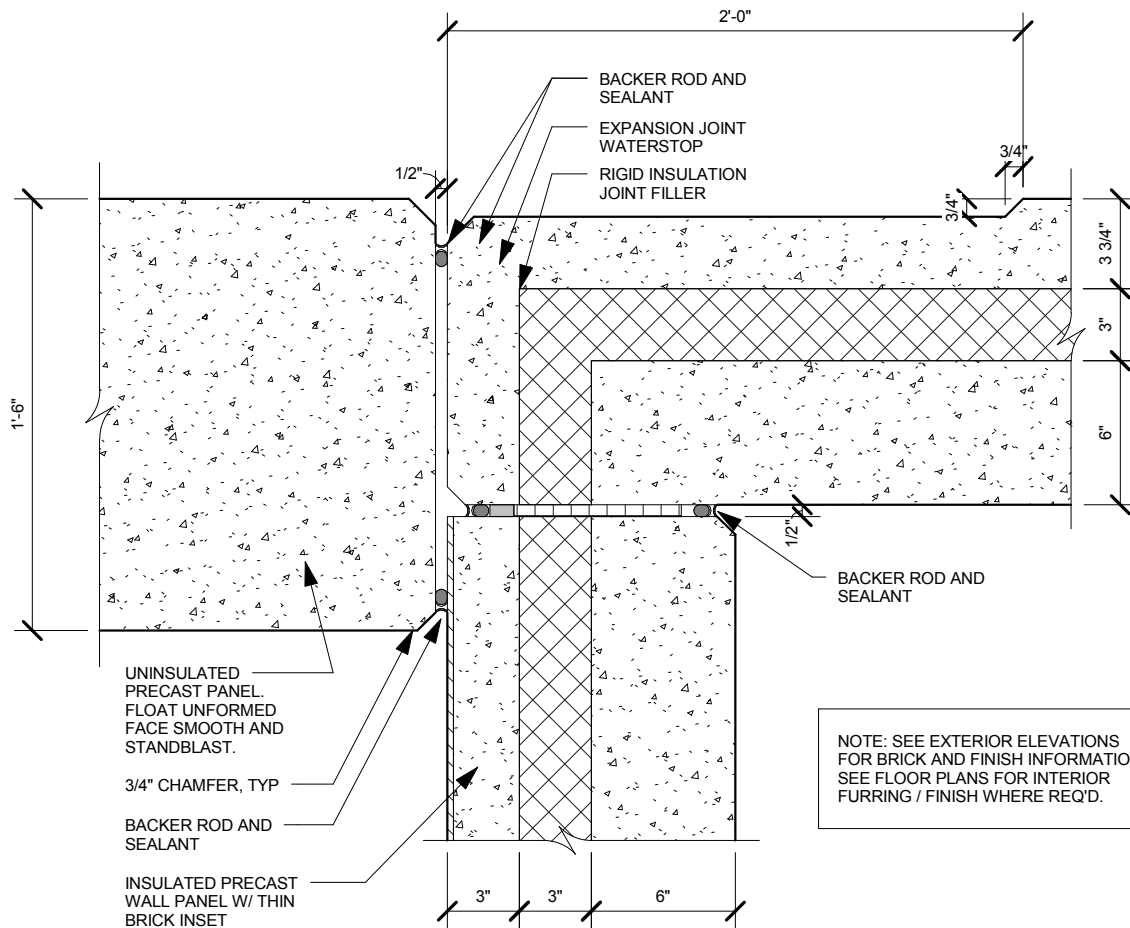 2'-0"
BACKER ROD AND
SEALANT
EXPANSION JOINT
WATERSTOP
RIGID INSULATION
JOINT FILLER
1/2"
3/4"
3/4"
3 3/4"
3"
6"
1'-6"
1/2"
BACKER ROD AND
SEALANT
UNINSULATED
PRECAST PANEL.
FLOAT UNFORMED
FACE SMOOTH AND
STANDBLAST.
3/4" CHAMFER, TYP
BACKER ROD AND
SEALANT
INSULATED PRECAST
WALL PANEL W/ THIN
BRICK INSET
NOTE: SEE EXTERIOR ELEVATIONS
FOR BRICK AND FINISH INFORMATIO
SEE FLOOR PLANS FOR INTERIOR
FURRING / FINISH WHERE REQ'D.
3"
3"
6"